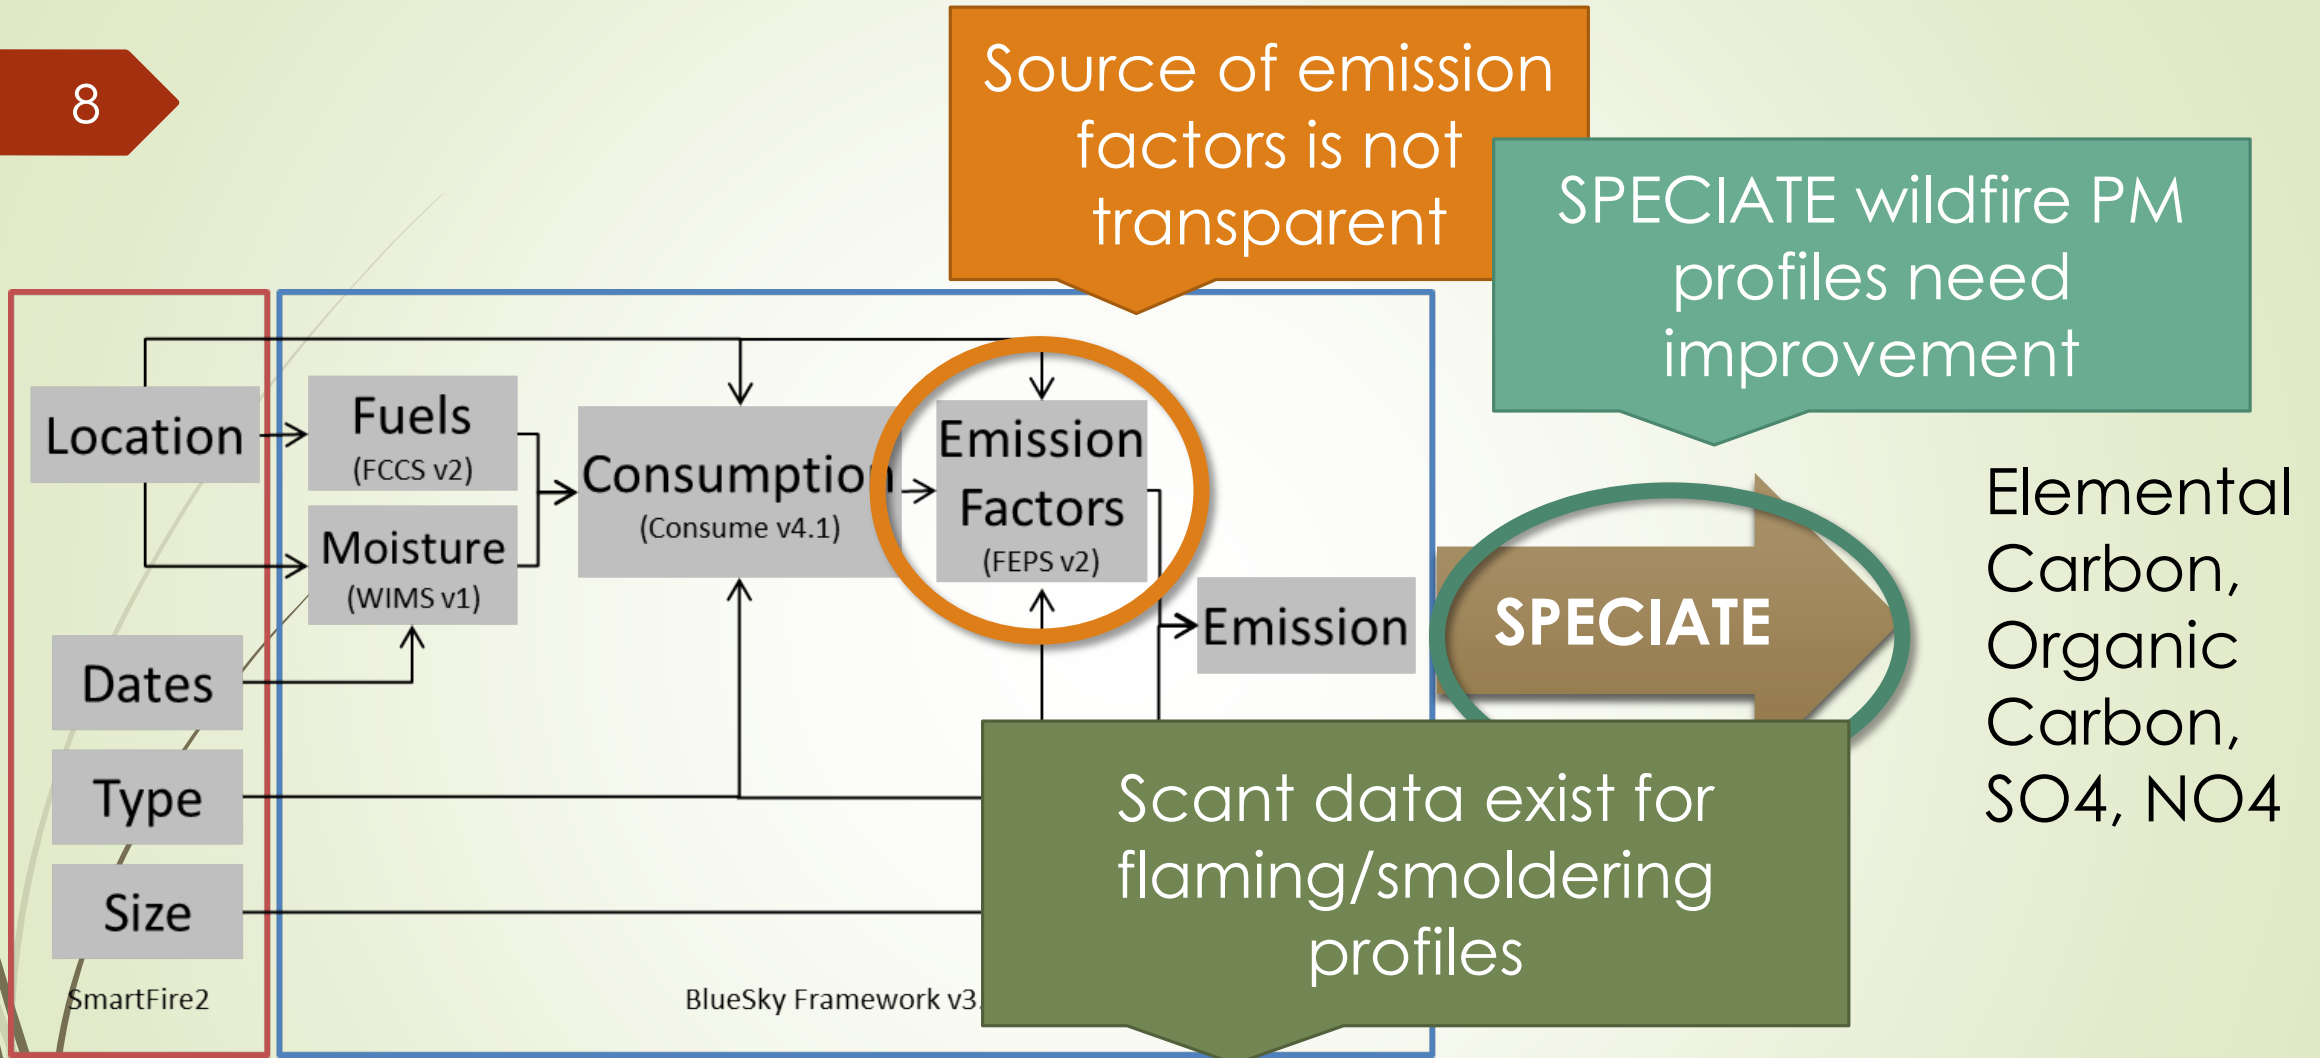 8
Source of emission
factors is not
transparent
SPECIATE wildfire PM
profiles need
improvement
Location
Fuels
(FCCS v2)
Moisture
(WIMS v1)
Consumption
(Consume v4.1)
Emission
Factors
(FEPS v2)
Emission
SPECIATE
Elemental
Carbon,
Organic
Carbon,
SO4, NO4
Dates
Type
Size
Scant data exist for
flaming/smoldering
profiles
SmartFire2
BlueSky Framework v3.